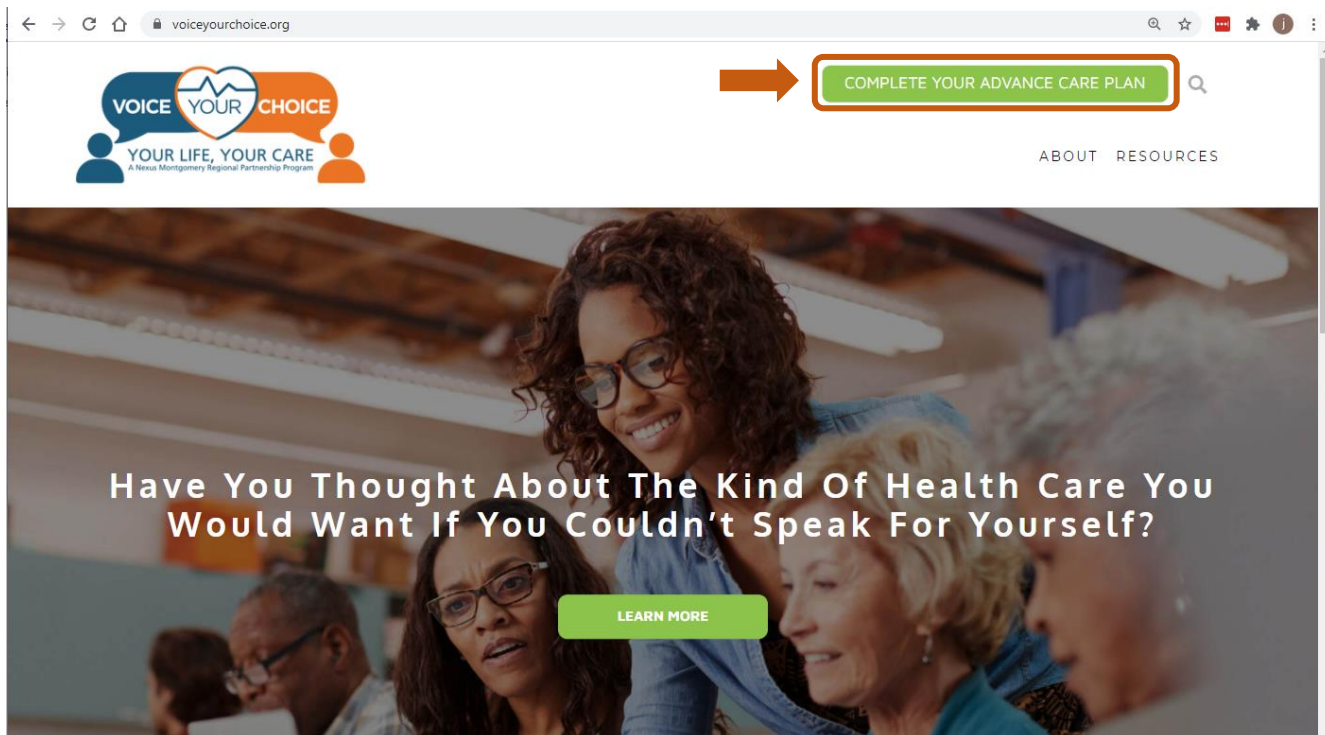 voiceyourchoice.org
j
COMPLETE YOUR ADVANCE CARE PLAN
VOICE YOUR CHOICE
YOUR LIFE, YOUR CARE
A Nexus Montgomery Regional Partnership Program
ABOUT RESOURCES
Have You Thought About The Kind Of Health Care You
Would Want If You Couldn't Speak For Yourself?
LEARN MORE